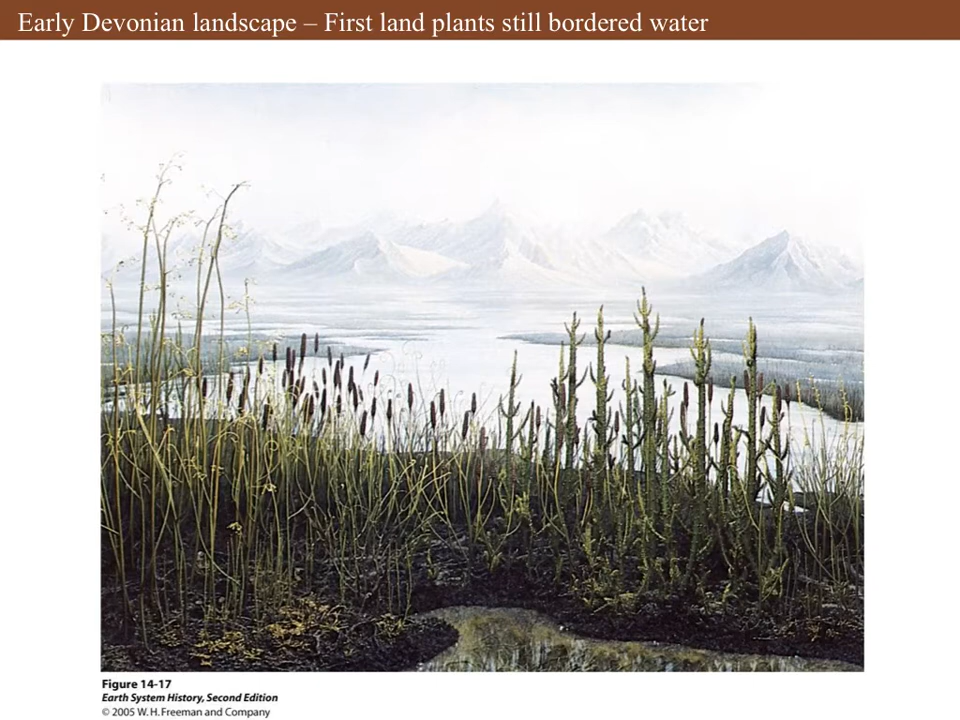 Early Devonian landscape – First land plants still bordered water
Figure 14-17
Earth System History, Second Edition
© 2005 W. H. Freeman and Company